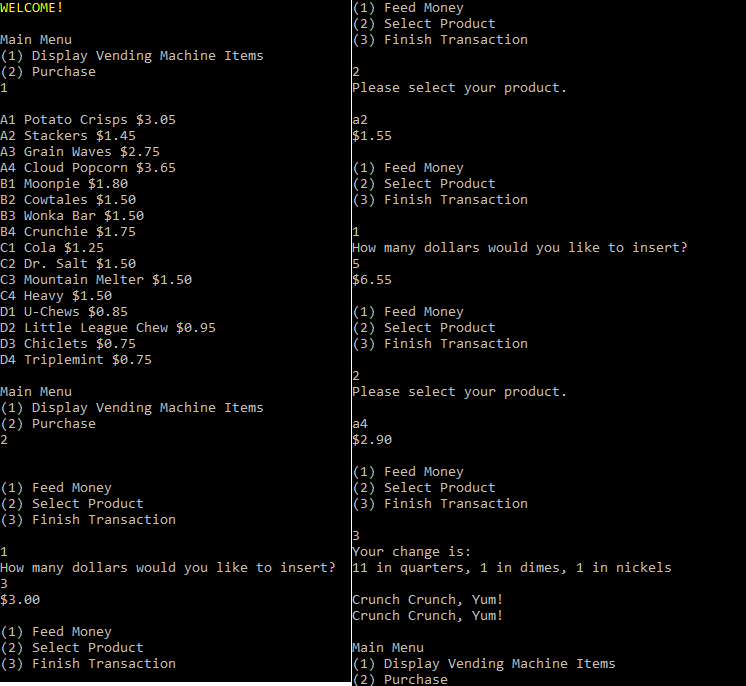 WELCOME!
Main Menu
(1) Display Vending Machine Items
(2) Purchase
1
A1 Potato Crisps $3.05
A2 Stackers $1.45
A3 Grain Waves $2.75
A4 Cloud Popcorn $3.65
B1 Moonpie $1.80
B2 Cowtales $1.50
B3 Wonka Bar $1.50
B4 Crunchie $1.75
C1 Cola $1.25
C2 Dr. Salt $1.50
C3 Mountain Melter $1.50
C4 Heavy $1.50
D1 U-Chews $0.85
D2 Little League Chew $0.95
D3 Chiclets $0.75
D4 Triplemint $0.75
Main Menu
(1) Display Vending Machine Items
(2) Purchase
2
(1) Feed Money
(2) Select Product
(3) Finish Transaction
1
How many dollars would you like to insert?
3
$3.00
(1) Feed Money
(2) Select Product
(3) Finish Transaction
(1) Feed Money
(2) Select Product
(3) Finish Transaction
2
Please select your product.
a2
$1.55
(1) Feed Money
(2) Select Product
(3) Finish Transaction
1
How many dollars would you like to insert?
5
$6.55
(1) Feed Money
(2) Select Product
(3) Finish Transaction
2
Please select your product.
a4
$2.90
(1) Feed Money
(2) Select Product
(3) Finish Transaction
3
Your change is:
11 in quarters, 1 in dimes, 1 in nickels
Crunch Crunch, Yum!
Crunch Crunch, Yum!
Main Menu
(1) Display Vending Machine Items
(2) Purchase